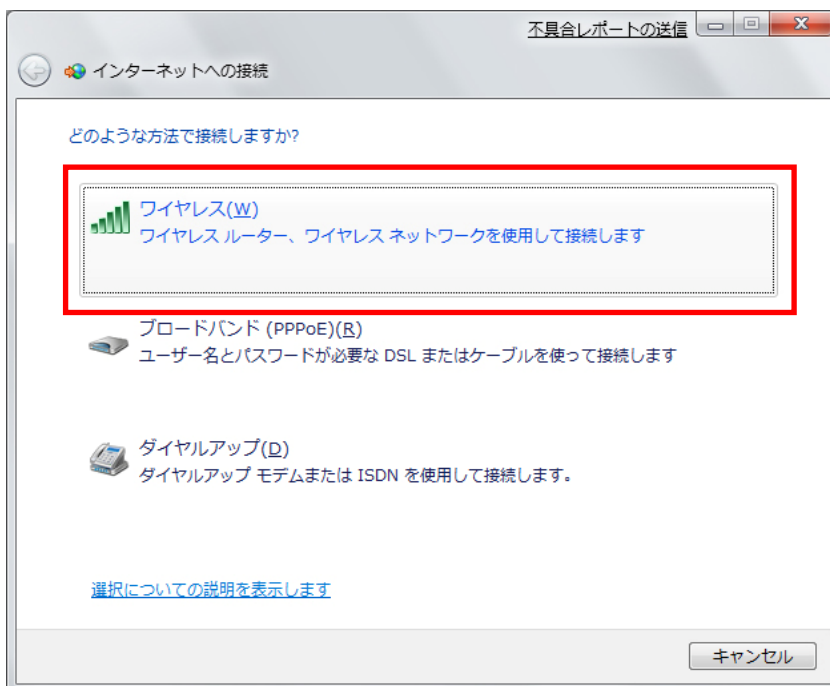 不具合レポートの送信
インターネットへの接続
どのような方法で接続しますか?
ワイヤレス(W)
ワイヤレス ルーター、ワイヤレス ネットワークを使用して接続します
ブロードバンド (PPPoE)(R)
ユーザー名とパスワードが必要な DSL またはケーブルを使って接続します
ダイヤルアップ(D)
ダイヤルアップ モデムまたは ISDN を使用して接続します。
選択についての説明を表示します
キャンセル